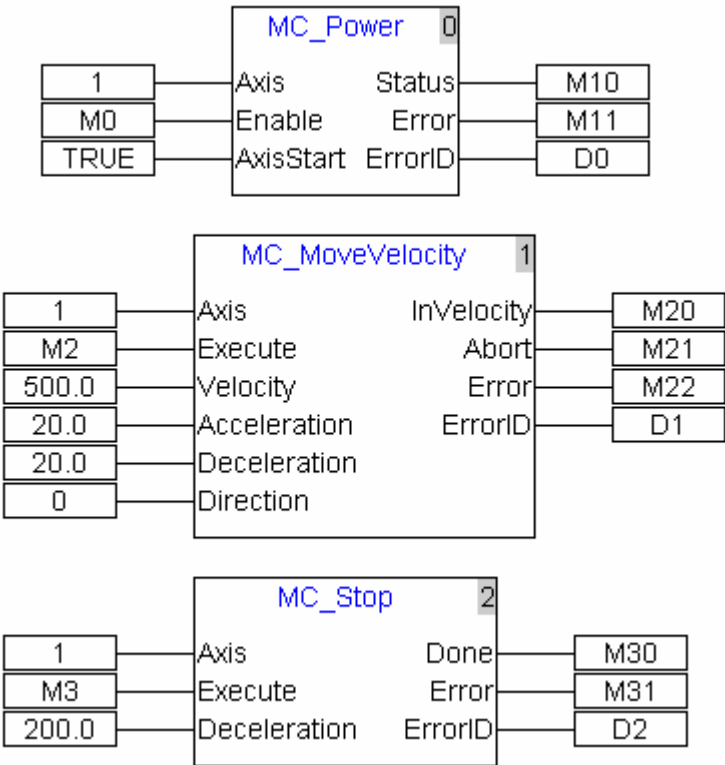 MC_Power 0
1 Axis Status M10
M0 Enable Error M11
TRUE AxisStart ErrorID D0
MC_MoveVelocity 1
1 Axis InVelocity M20
M2 Execute Abort M21
500.0 Velocity Error M22
20.0 Acceleration ErrorID D1
20.0 Deceleration
0 Direction
MC_Stop 2
1 Axis Done M30
M3 Execute Error M31
200.0 Deceleration ErrorID D2